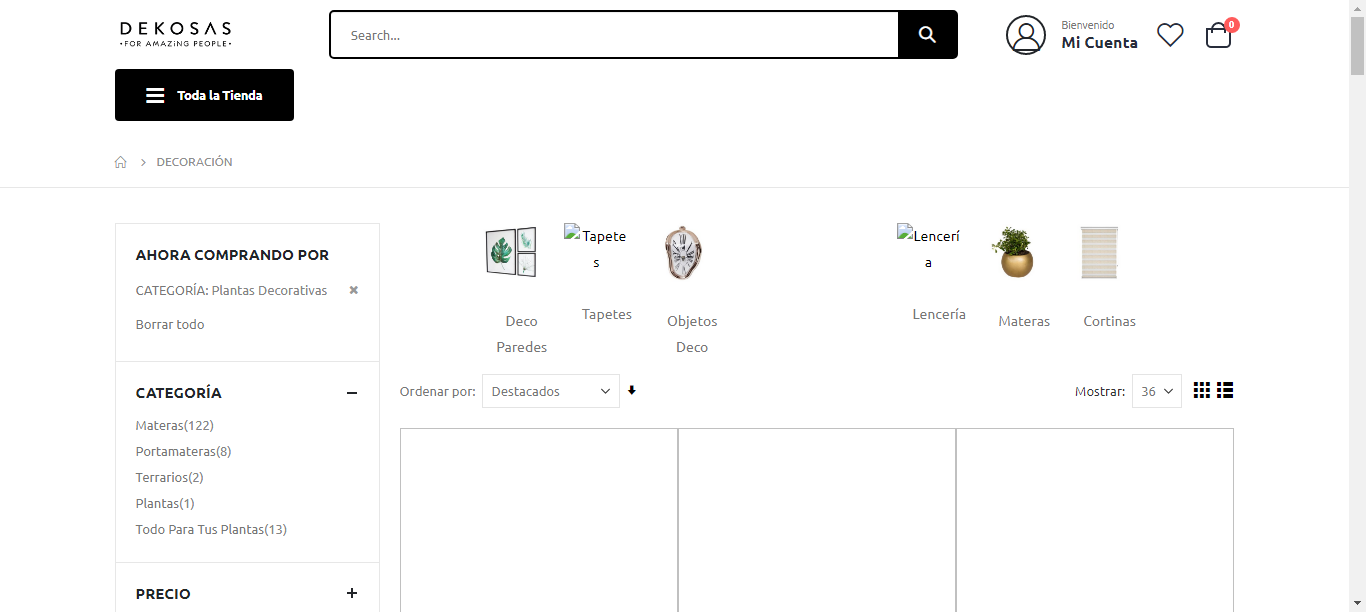 DEKOSAS
•FOR AMAZING PEOPLE•
Search...
Bienvenido
Mi Cuenta
0
Toda la Tienda
DECORACIÓN
AHORA COMPRANDO POR
CATEGORÍA: Plantas Decorativas
Borrar todo
CATEGORÍA
Materas(122)
Portamateras(8)
Terrarios(2)
Plantas(1)
Todo Para Tus Plantas(13)
PRECIO
Deco
Paredes
Tapete
s
Tapetes
Objetos
Deco
Lencerí
a
Lencería
Materas
Cortinas
Ordenar por: Destacados
Mostrar: 36